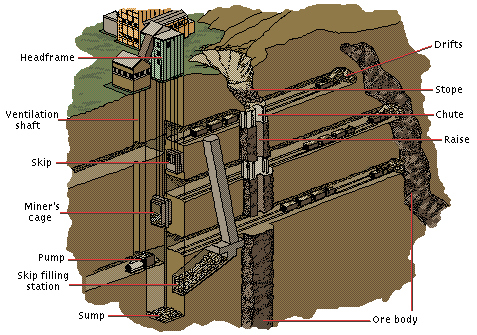 Headframe
Ventilation
shaft
Skip
Miner's
cage
Pump
Skip filling
station
Sump
Drifts
Stope
Chute
Raise
Ore body